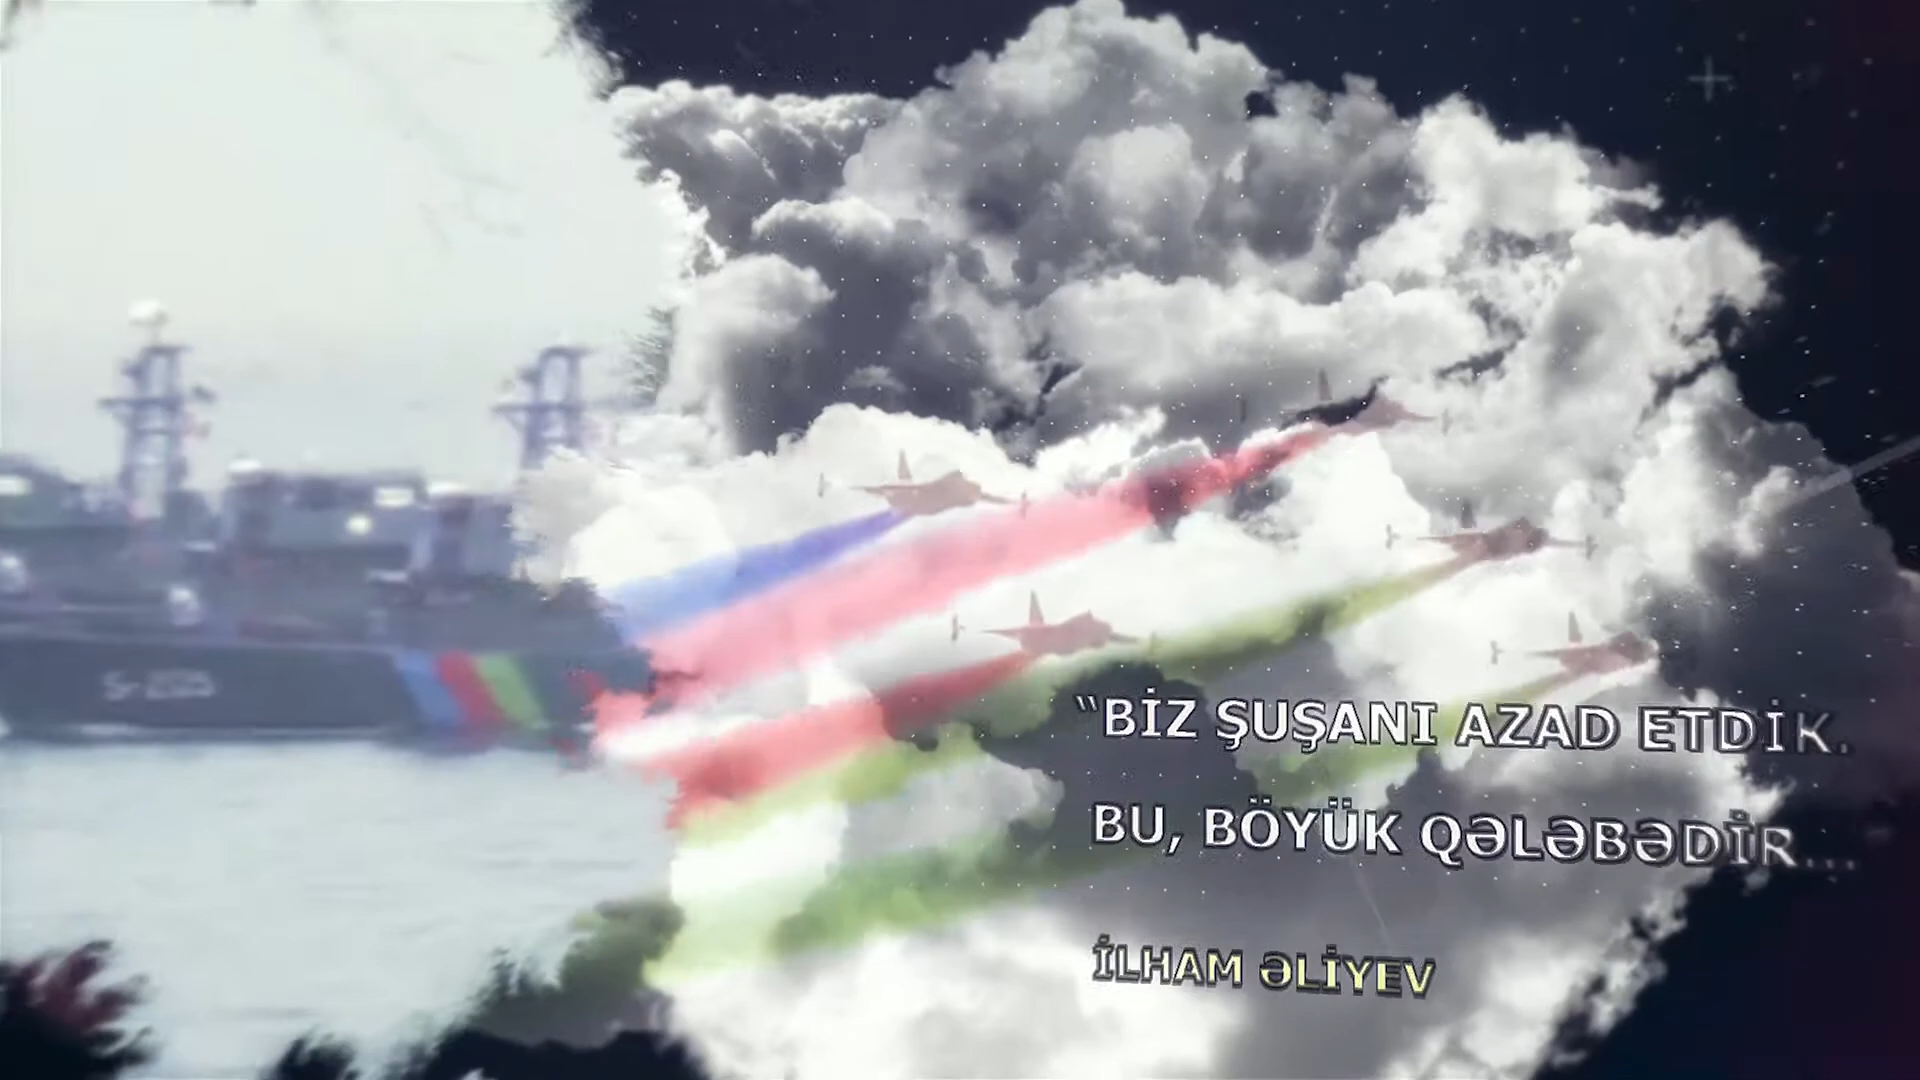 “BİZ ŞUŞANI AZAD ETDİK.
BU, BÖYÜK QƏLƏBƏDİR...
İLHAM ƏLİYEV